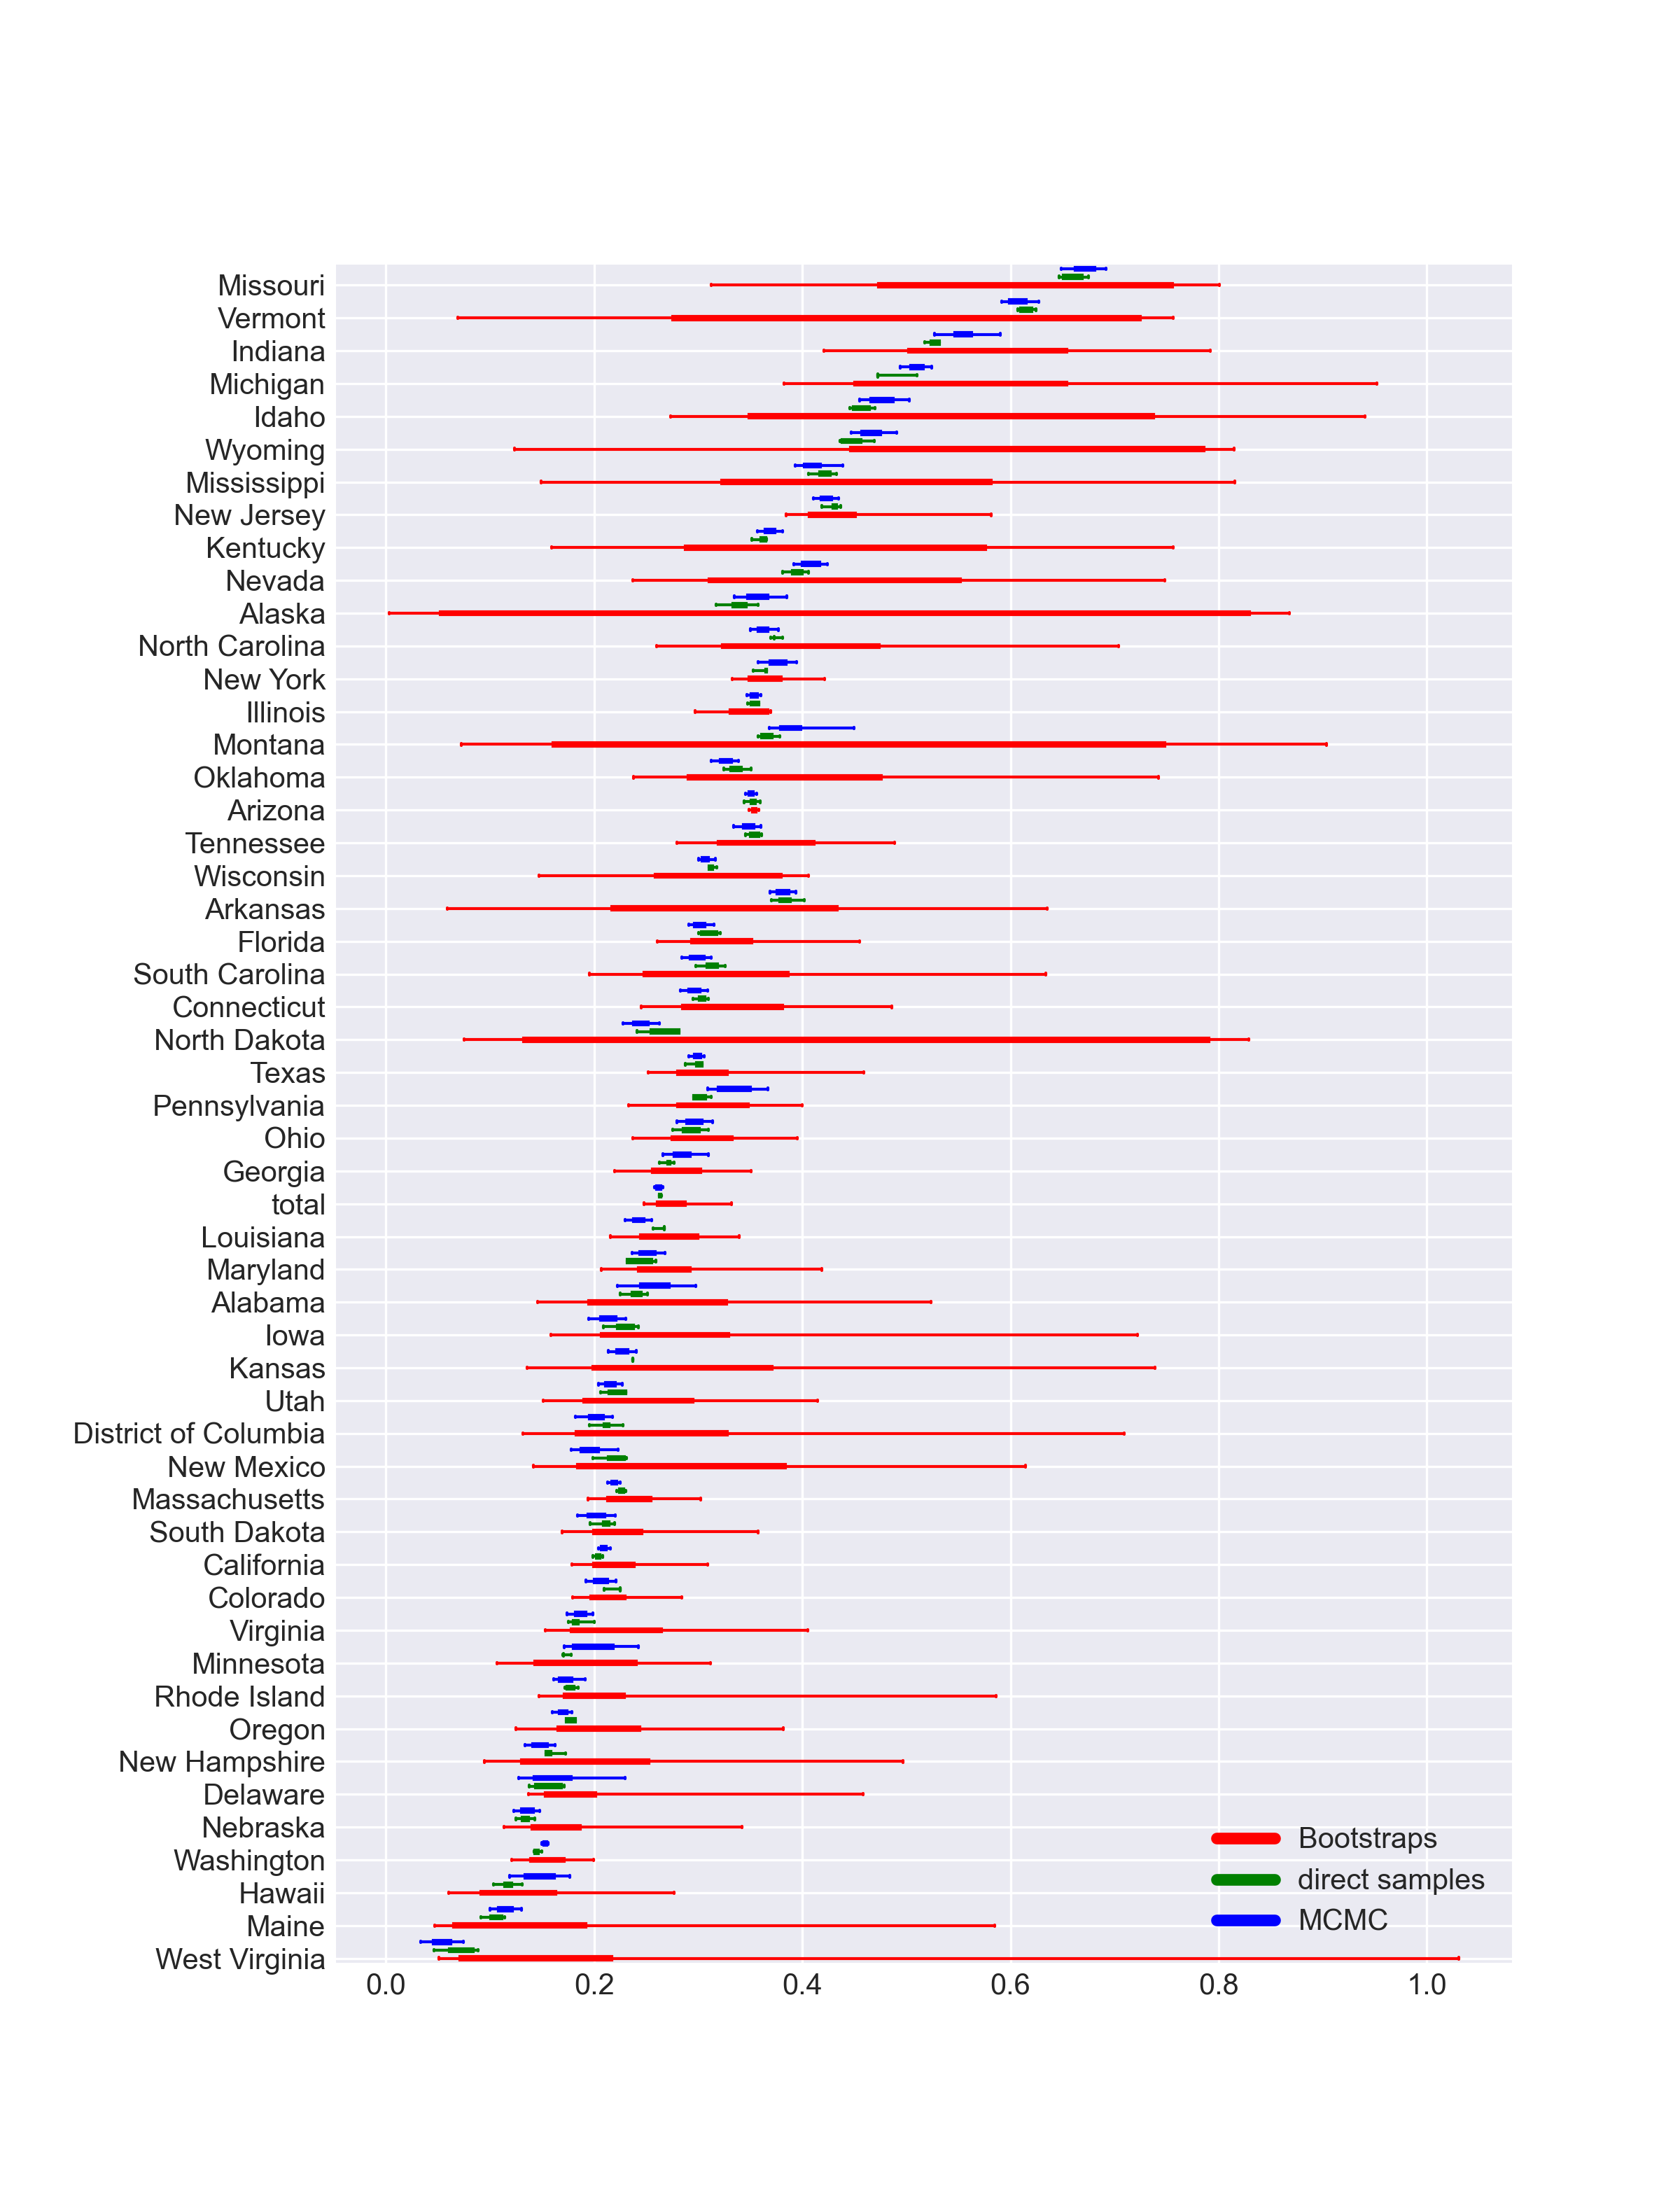 Missouri
Vermont
Indiana
Michigan
Idaho
Wyoming
Mississippi
New Jersey
Kentucky
Nevada
Alaska
North Carolina
New York
Illinois
Montana
Oklahoma
Arizona
Tennessee
Wisconsin
Arkansas
Florida
South Carolina
Connecticut
North Dakota
Texas
Pennsylvania
Ohio
Georgia
total
Louisiana
Maryland
Alabama
Iowa
Kansas
Utah
District of Columbia
New Mexico
Massachusetts
South Dakota
California
Colorado
Virginia
Minnesota
Rhode Island
Oregon
New Hampshire
Delaware
Nebraska
Washington
Hawaii
Maine
West Virginia
Bootstraps
direct samples
MCMC
0.0 0.2 0.4 0.6 0.8 1.0